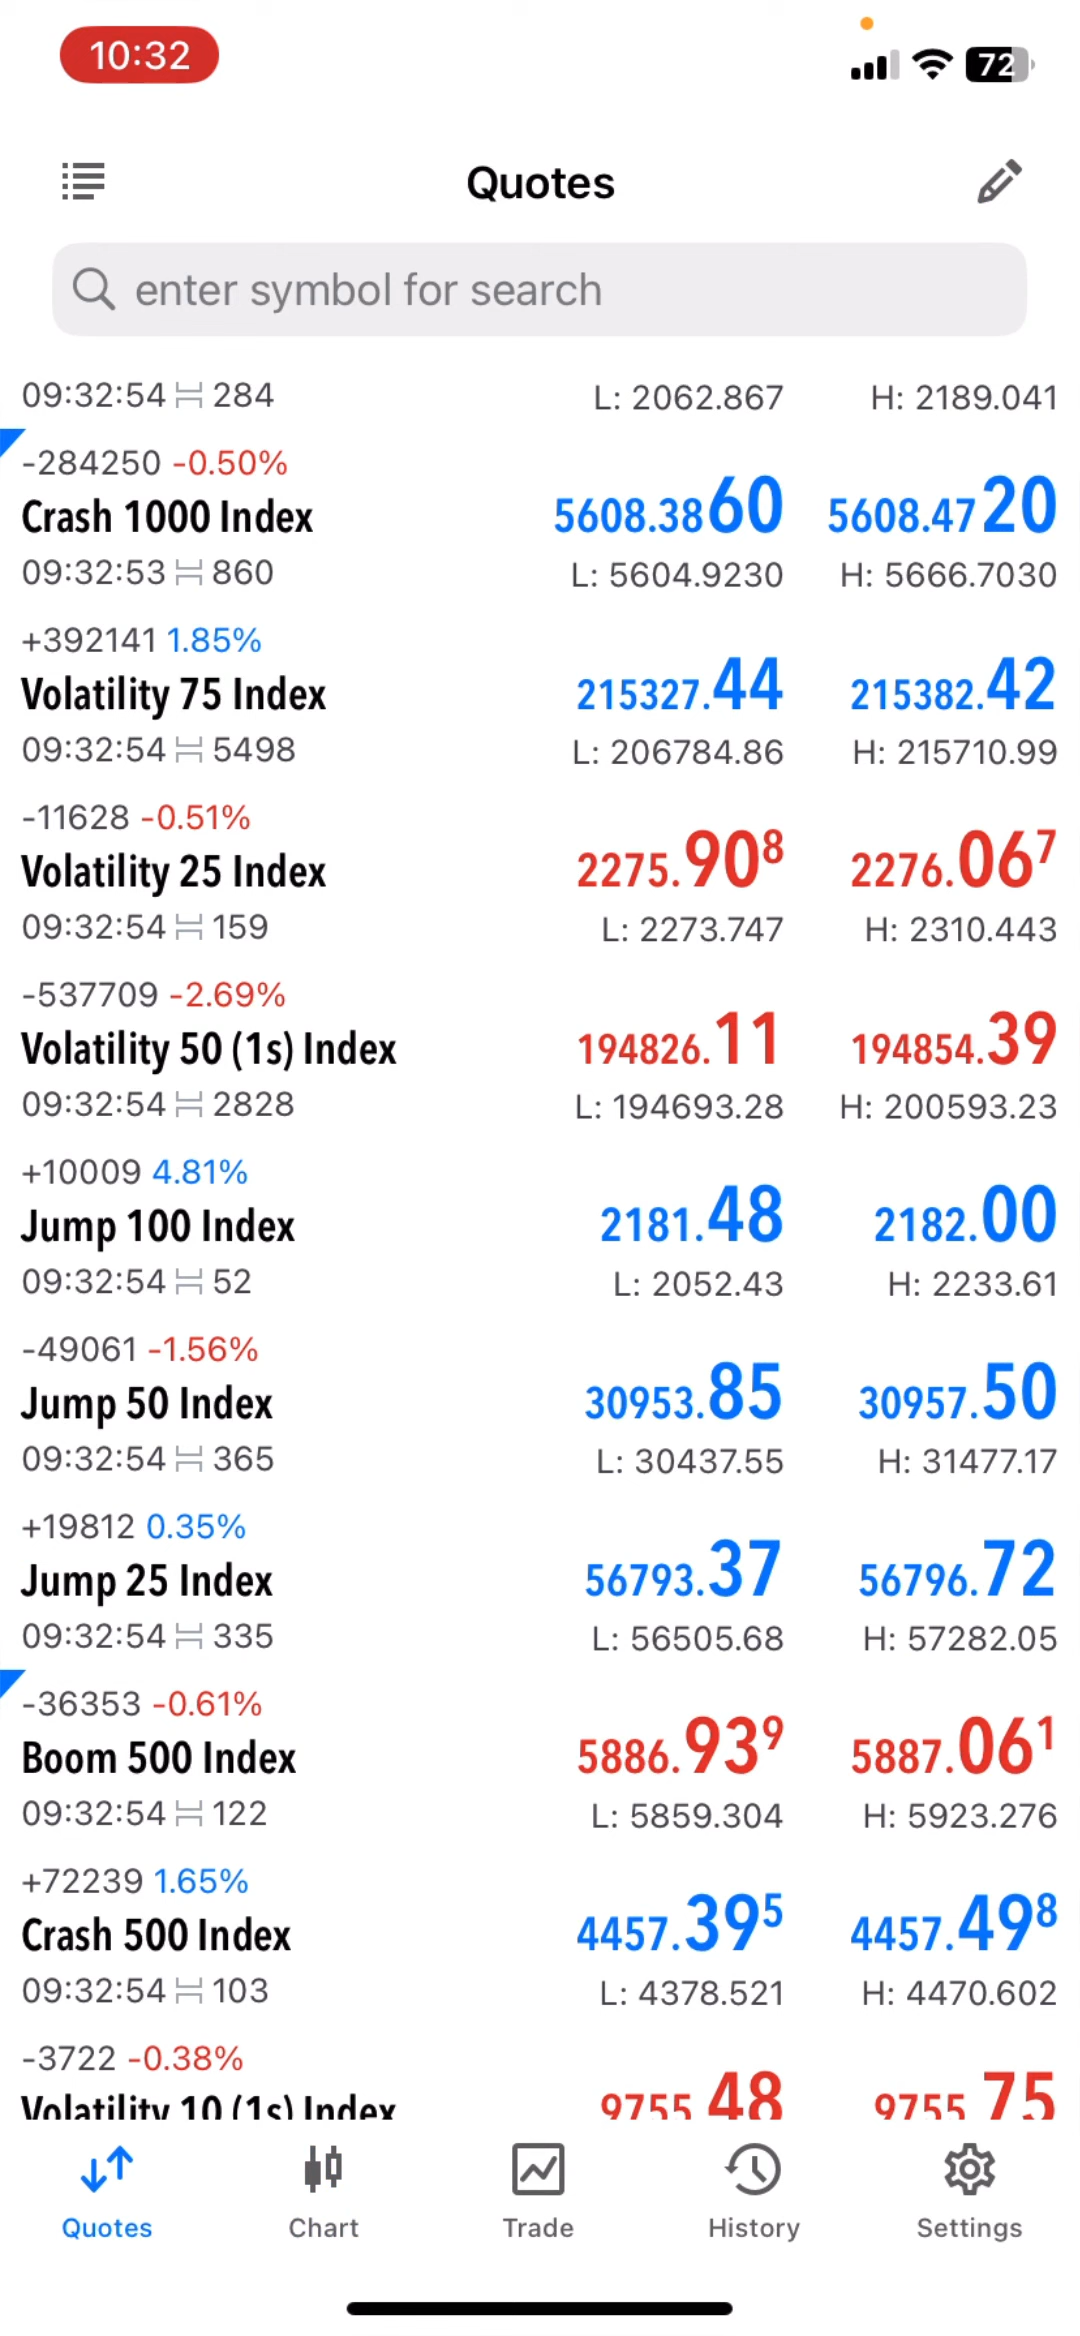 10:32
72
Quotes
enter symbol for search
09:32:54 284 L: 2062.867 H: 2189.041
-284250 -0.50%
Crash 1000 Index 5608.3860 5608.4720
09:32:53 860 L: 5604.9230 H: 5666.7030
+392141 1.85%
Volatility 75 Index 215327.44 215382.42
09:32:54 5498 L: 206784.86 H: 215710.99
-11628 -0.51%
Volatility 25 Index 2275.908 2276.067
09:32:54 159 L: 2273.747 H: 2310.443
-537709 -2.69%
Volatility 50 (1s) Index 194826.11 194854.39
09:32:54 2828 L: 194693.28 H: 200593.23
+10009 4.81%
Jump 100 Index 2181.48 2182.00
09:32:54 52 L: 2052.43 H: 2233.61
-49061 -1.56%
Jump 50 Index 30953.85 30957.50
09:32:54 365 L: 30437.55 H: 31477.17
+19812 0.35%
Jump 25 Index 56793.37 56796.72
09:32:54 335 L: 56505.68 H: 57282.05
-36353 -0.61%
Boom 500 Index 5886.939 5887.061
09:32:54 122 L: 5859.304 H: 5923.276
+72239 1.65%
Crash 500 Index 4457.395 4457.498
09:32:54 103 L: 4378.521 H: 4470.602
-3722 -0.38%
Volatility 10 (1s) Index 9755.48 9755.75
Quotes Chart Trade History Settings